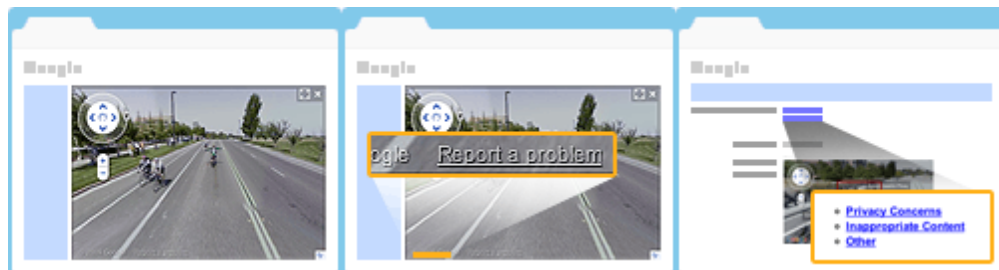 Google
Google
ogle Report a problem
Google
Privacy Concerns
Inappropriate Content
Other